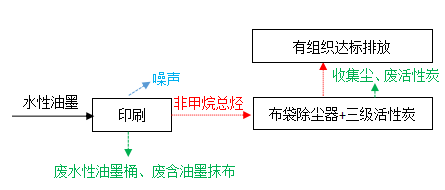 有组织达标排放
噪声
收集尘、废活性炭
水性油墨
非甲烷总烃
印刷
布袋除尘器+三级活性炭
废水性油墨桶、废含油墨抹布